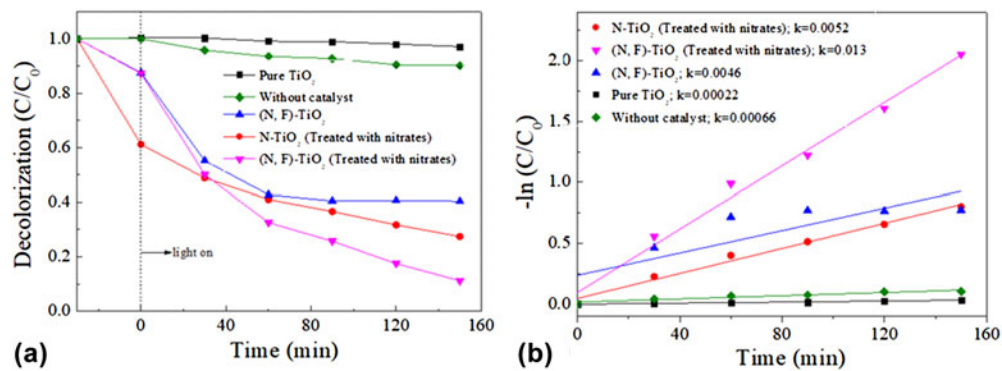 Decolorization (C/C₀)
1.0
0.8
0.6
0.4
0.2
0.0
Pure TiO₂
Without catalyst
(N, F)-TiO₂
N-TiO₂ (Treated with nitrates)
(N, F)-TiO₂ (Treated with nitrates)
light on
0
40
80
120
160
Time (min)
(a)
-ln (C/C₀)
-2.0
-1.5
1.0
0.5
-0.0
N-TiO₂ (Treated with nitrates); k=0.0052
(N, F)-TiO₂ (Treated with nitrates); k=0.013
(N, F)-TiO₂; k=0.0046
Pure TiO₂; k=0.00022
Without catalyst; k=0.00066
0
40
80
120
160
Time (min)
(b)